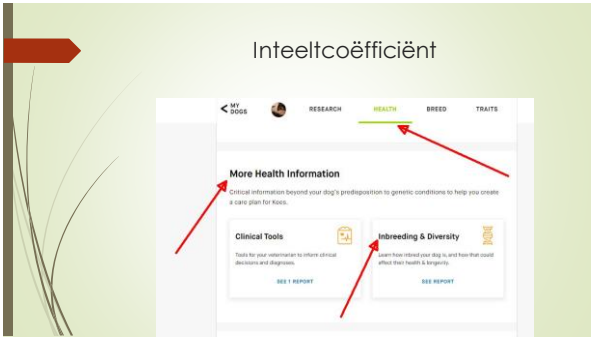 Inteeltcoëfficiënt
< MY DOGS RESEARCH HEALTH BREED TRAITS
More Health Information
Critical information beyond your dog's predisposition to genetic conditions to help you create
a care plan for Kees.
Clinical Tools
Tools for your veterinarian to inform clinical
decisions and diagnoses.
SEE 1 REPORT
Inbreeding & Diversity
Learn how inbred your dog is, and how that could
affect their health & longevity.
SEE REPORT